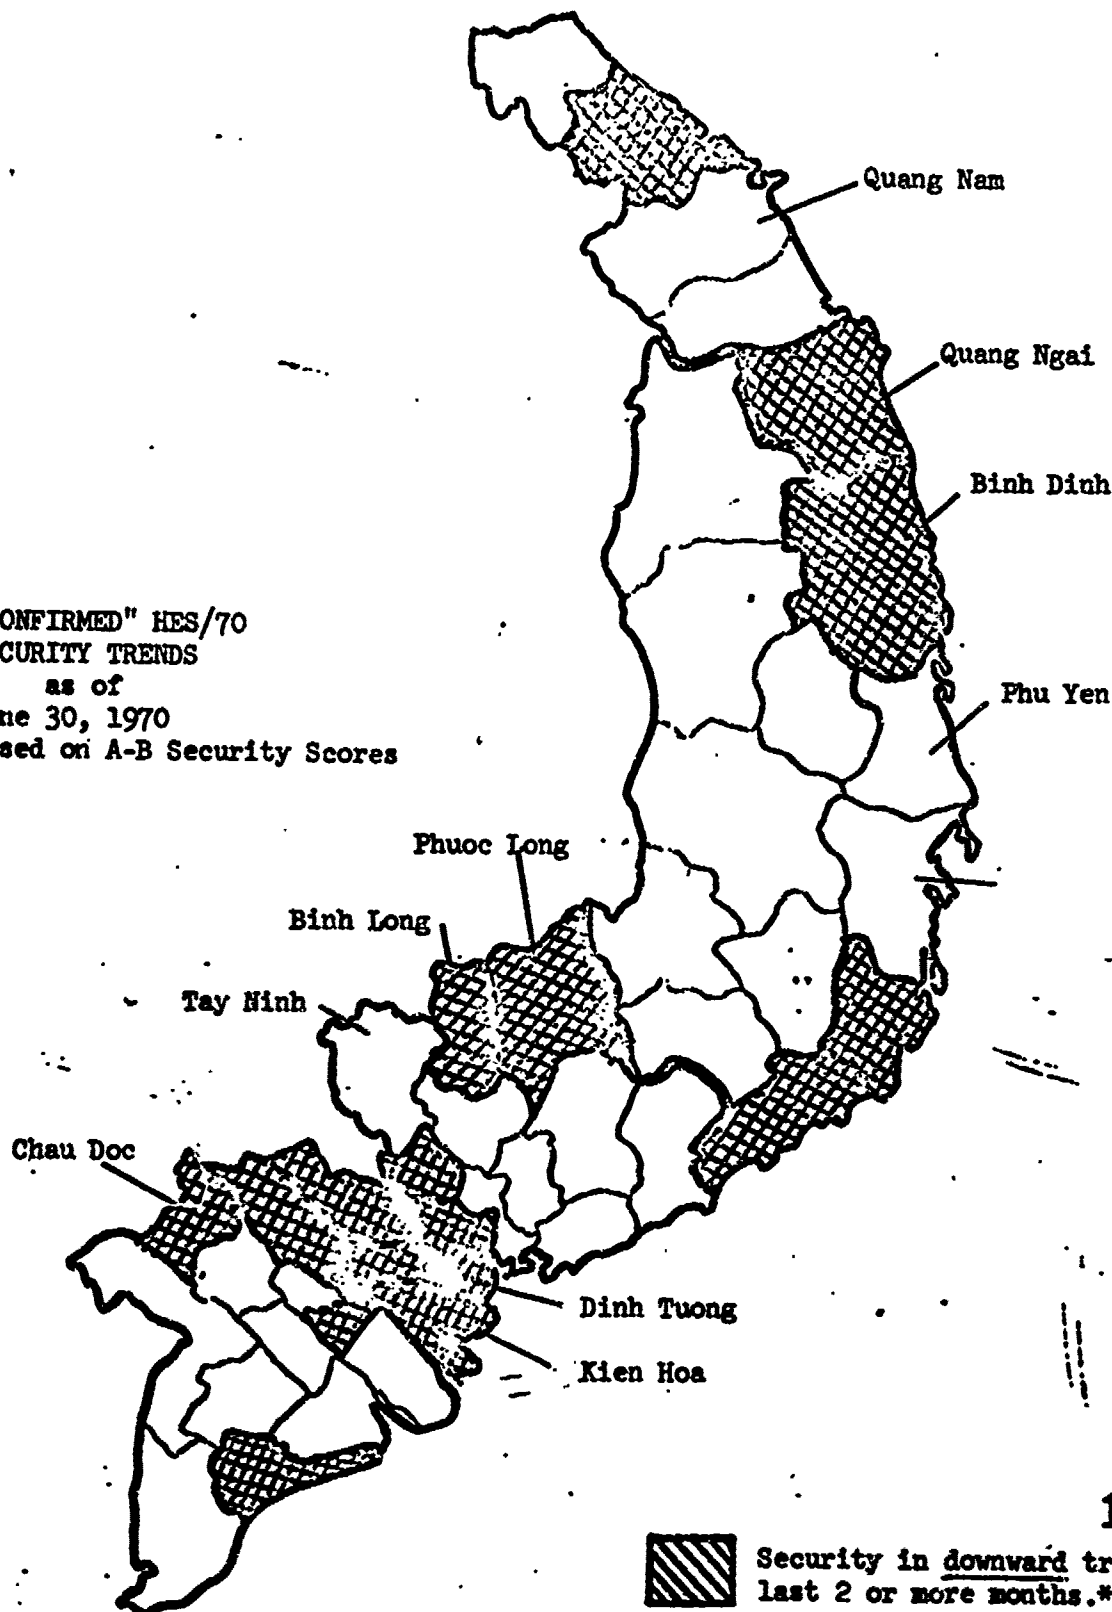 Quang Nam
Quang Ngai
Binh Dinh
ONFIRMED" HES/70
CURITY TRENDS
as of
ne 30, 1970
sed on A-B Security Scores
Phu Yen
Phuoc Long
Binh Long
Tay Ninh
Chau Doc
Dinh Tuong
Kien Hoa
Security in downward tr
last 2 or more months.*